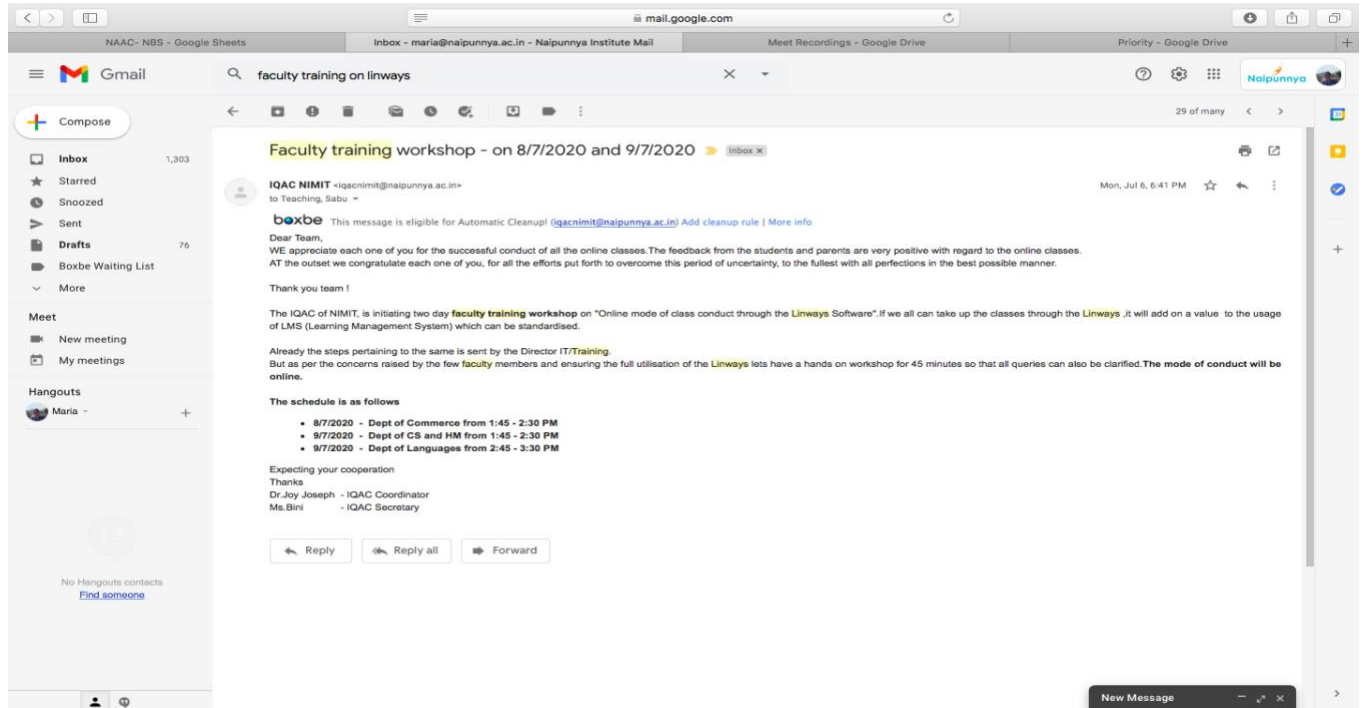 mail.google.com
NAAC- NBS - Google Sheets
Inbox - maria@naipunnya.ac.in - Naipunnya Institute Mail
Meet Recordings - Google Drive
Priority - Google Drive
Gmail
faculty training on linways
Naipunnya
Compose
29 of many
Inbox 1,303
Starred
Snoozed
Sent
Drafts 76
Boxbe Waiting List
More
Meet
New meeting
My meetings
Hangouts
Maria
No Hangouts contacts
Find someone
Faculty training workshop - on 8/7/2020 and 9/7/2020 Inbox x
IQAC NIMIT <iqacnimit@naipunnya.ac.in>
Mon, Jul 6, 6:41 PM
to Teaching, Sabu
boxbe This message is eligible for Automatic Cleanup! (iqacnimit@naipunnya.ac.in) Add cleanup rule | More info
Dear Team,
WE appreciate each one of you for the successful conduct of all the online classes.The feedback from the students and parents are very positive with regard to the online classes.
AT the outset we congratulate each one of you, for all the efforts put forth to overcome this period of uncertainty, to the fullest with all perfections in the best possible manner.
Thank you team !
The IQAC of NIMIT, is initiating two day faculty training workshop on "Online mode of class conduct through the Linways Software".If we all can take up the classes through the Linways ,it will add on a value to the usage
of LMS (Learning Management System) which can be standardised.
Already the steps pertaining to the same is sent by the Director IT/Training.
But as per the concerns raised by the few faculty members and ensuring the full utilisation of the Linways lets have a hands on workshop for 45 minutes so that all queries can also be clarified.The mode of conduct will be
online.
The schedule is as follows
• 8/7/2020 - Dept of Commerce from 1:45 - 2:30 PM
• 9/7/2020 - Dept of CS and HM from 1:45 - 2:30 PM
• 9/7/2020 - Dept of Languages from 2:45 - 3:30 PM
Expecting your cooperation
Thanks
Dr.Joy Joseph - IQAC Coordinator
Ms.Bini - IQAC Secretary
Reply
Reply all
Forward
New Message